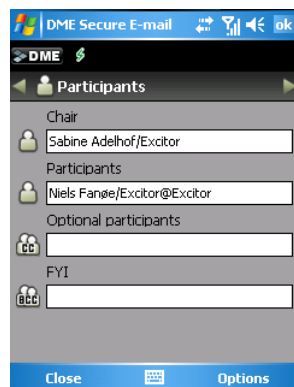 DME Secure E-mail ok
DME
Participants
Chair
Sabine Adelhof/Excitor
Participants
Niels Fanøe/Excitor@Excitor
Optional participants
CC
FYI
BCC
Close Options